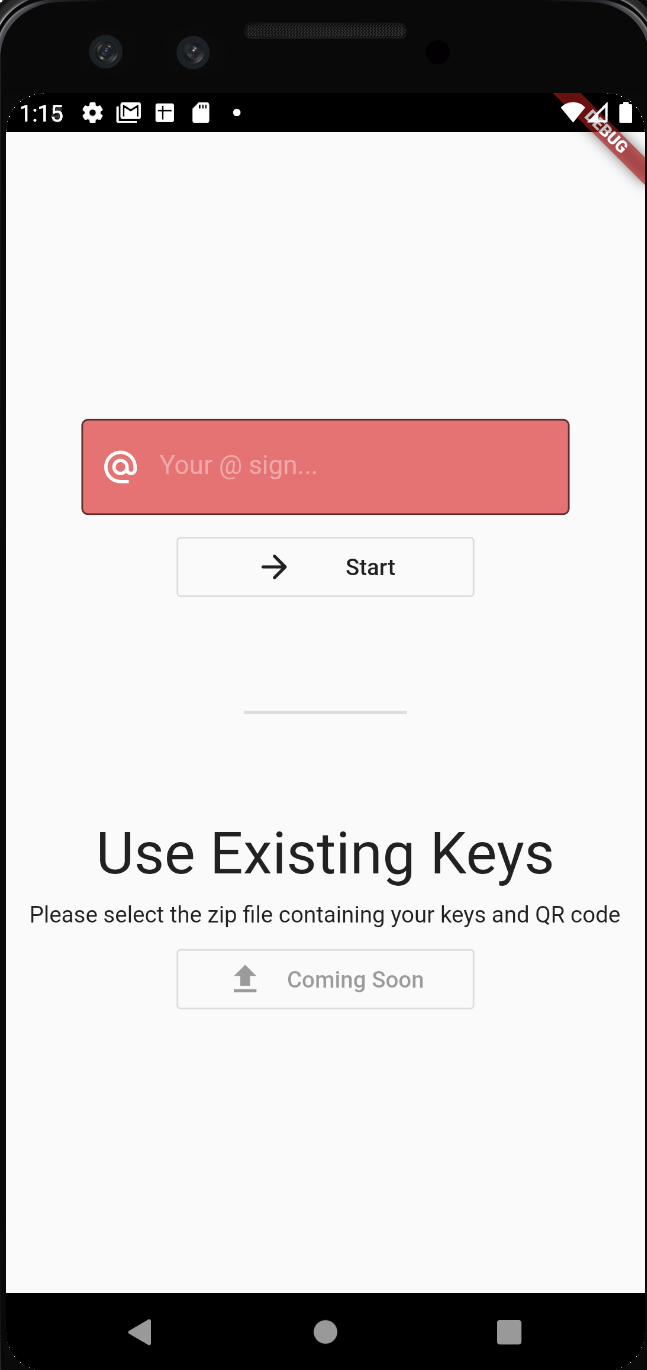 1:15
DEBUG
Your @ sign...
Start
Use Existing Keys
Please select the zip file containing your keys and QR code
Coming Soon